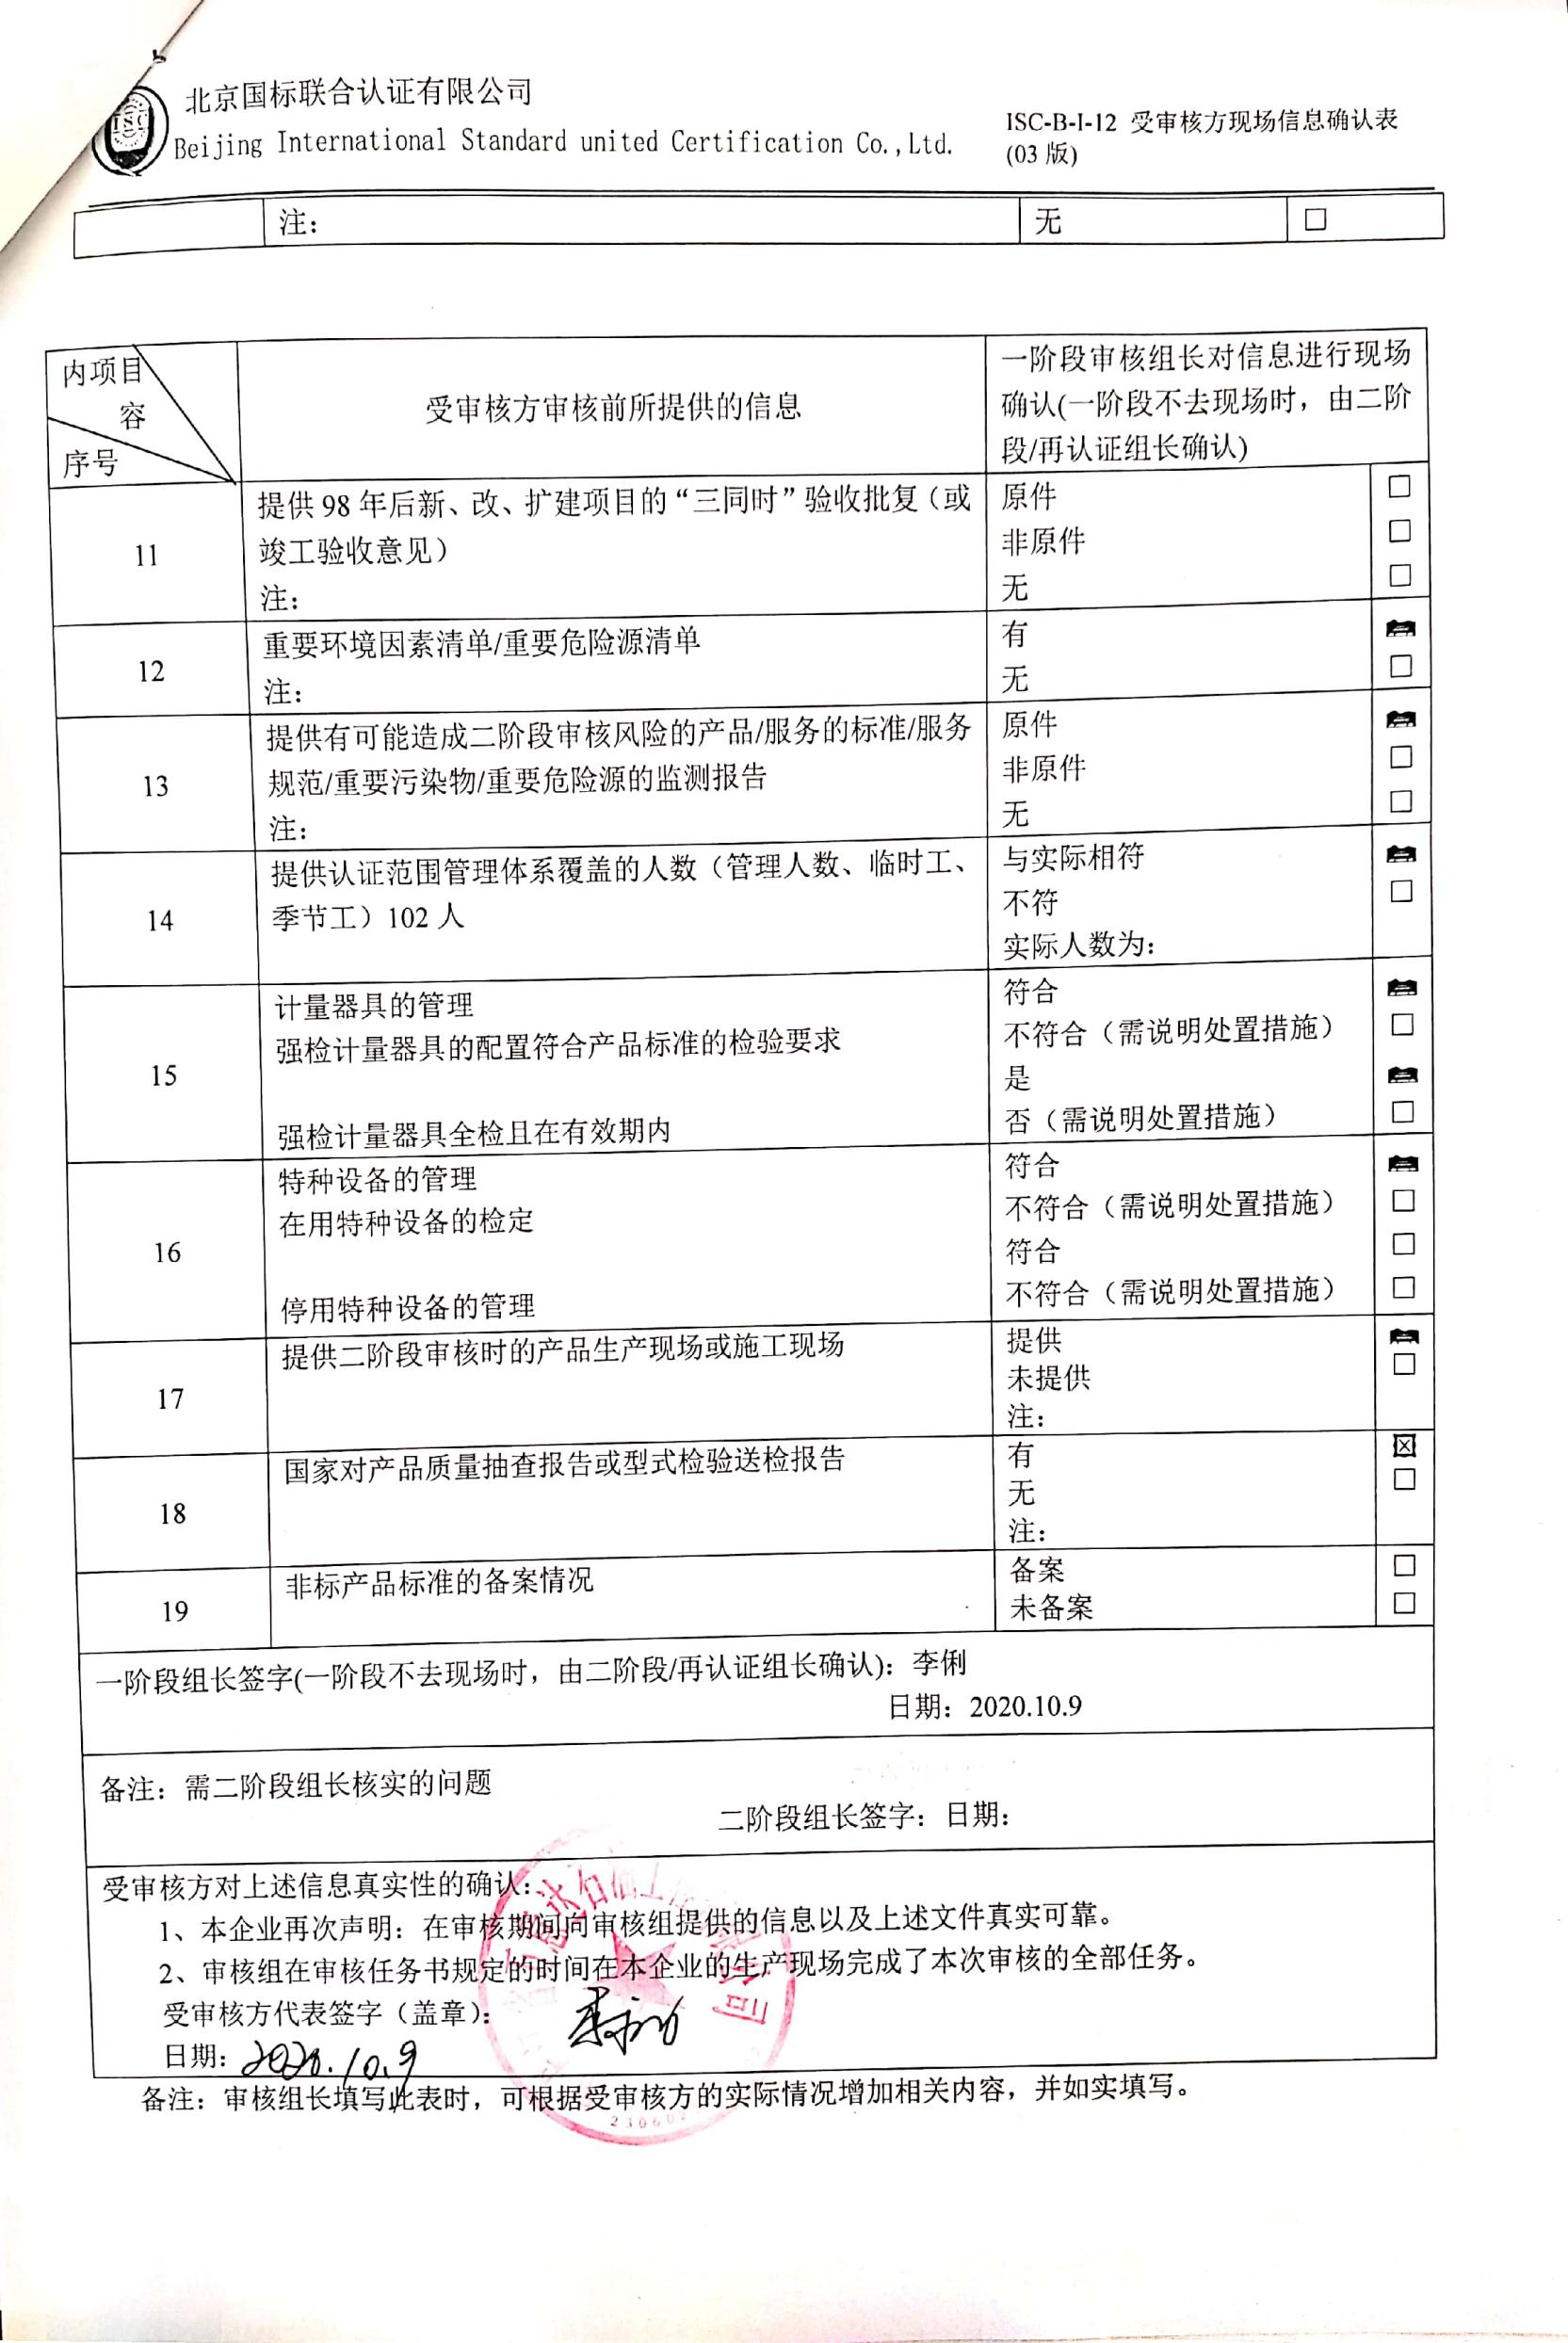 北京国标联合认证有限公司
Beijing International Standard united Certification Co.,Ltd.
ISC-B-I-12 受审核方现场信息确认表
(03 版)
ISC
注： 无 □
内项目
容
序号
受审核方审核前所提供的信息
一阶段审核组长对信息进行现场
确认(一阶段不去现场时，由二阶
段/再认证组长确认)
11
提供 98 年后新、改、扩建项目的“三同时”验收批复（或
竣工验收意见）
注：
原件 □
非原件 □
无 □
12
重要环境因素清单/重要危险源清单
注：
有
无 □
13
提供有可能造成二阶段审核风险的产品/服务的标准/服务
规范/重要污染物/重要危险源的监测报告
注：
原件
非原件 □
无 □
14
提供认证范围管理体系覆盖的人数（管理人数、临时工、
季节工）102 人
与实际相符
不符 □
实际人数为:
15
计量器具的管理
强检计量器具的配置符合产品标准的检验要求
强检计量器具全检且在有效期内
符合
不符合（需说明处置措施） □
是
否（需说明处置措施） □
16
特种设备的管理
在用特种设备的检定
停用特种设备的管理
符合
不符合（需说明处置措施） □
符合 □
不符合（需说明处置措施） □
17
提供二阶段审核时的产品生产现场或施工现场
提供
未提供 □
注：
18
国家对产品质量抽查报告或型式检验送检报告
有 ☒
无 □
注：
19
非标产品标准的备案情况
备案 □
未备案 □
一阶段组长签字(一阶段不去现场时，由二阶段/再认证组长确认)：李俐
日期：2020.10.9
备注：需二阶段组长核实的问题
二阶段组长签字：日期：
受审核方对上述信息真实性的确认：
1、本企业再次声明：在审核期间向审核组提供的信息以及上述文件真实可靠。
2、审核组在审核任务书规定的时间在本企业的生产现场完成了本次审核的全部任务。
受审核方代表签字（盖章）：
日期：2020.10.9
备注：审核组长填写此表时，可根据受审核方的实际情况增加相关内容，并如实填写。